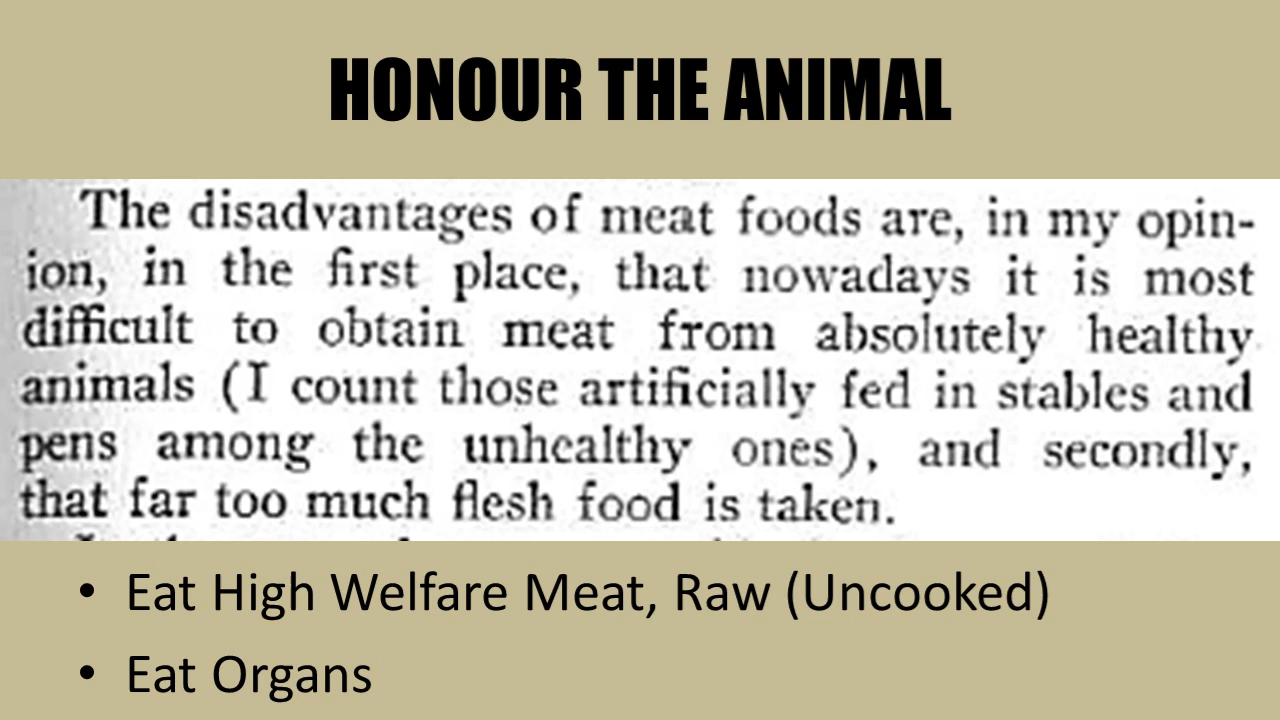 HONOUR THE ANIMAL
The disadvantages of meat foods are, in my opin-
ion, in the first place, that nowadays it is most
difficult to obtain meat from absolutely healthy
animals (I count those artificially fed in stables and
pens among the unhealthy ones), and secondly,
that far too much flesh food is taken.
• Eat High Welfare Meat, Raw (Uncooked)
• Eat Organs